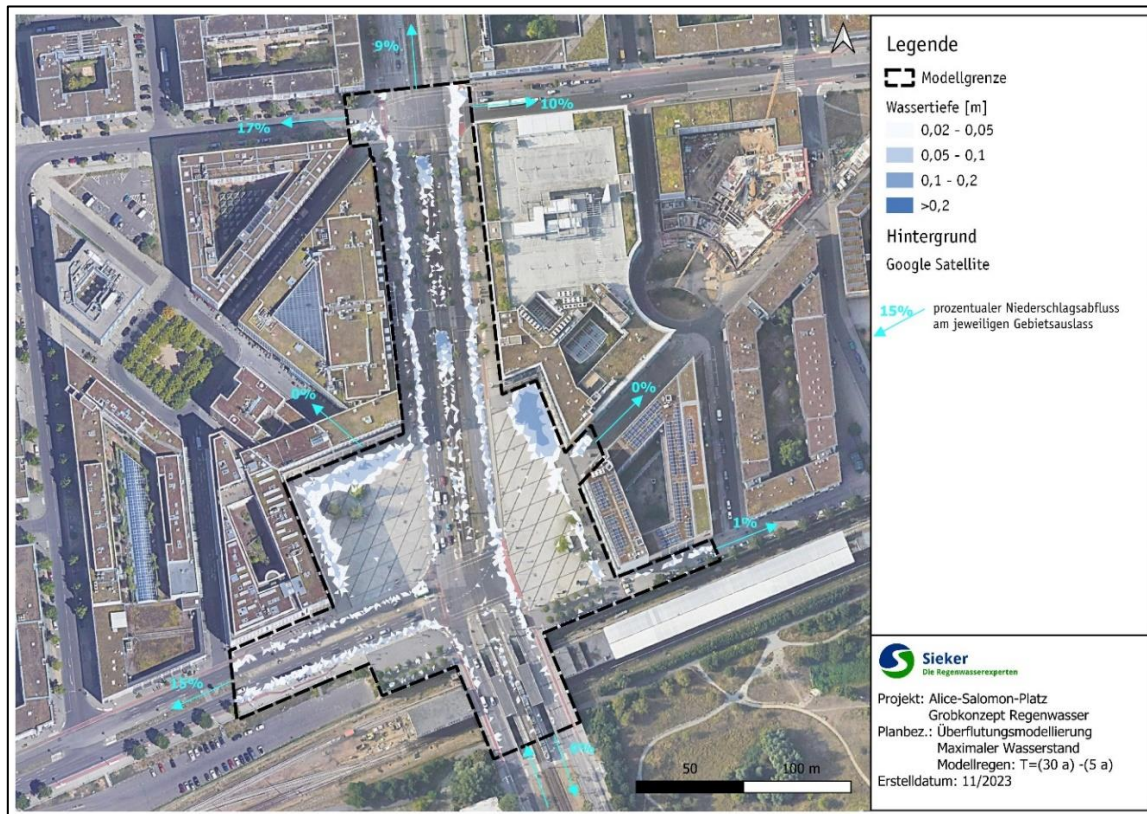 9%
10%
17%
0%
0%
1%
50
100 m
Legende
Modellgrenze
Wassertiefe [m]
0,02 - 0,05
0,05 - 0,1
0,1 - 0,2
>0,2
Hintergrund
Google Satellite
15%
prozentualer Niederschlagsabfluss
am jeweiligen Gebietsauslass
Sieker
Die Regenwasserexperten
Projekt: Alice-Salomon-Platz
Grobkonzept Regenwasser
Planbez.: Überflutungsmodellierung
Maximaler Wasserstand
Modellregen: T=(30 a) -(5 a)
Erstelldatum: 11/2023